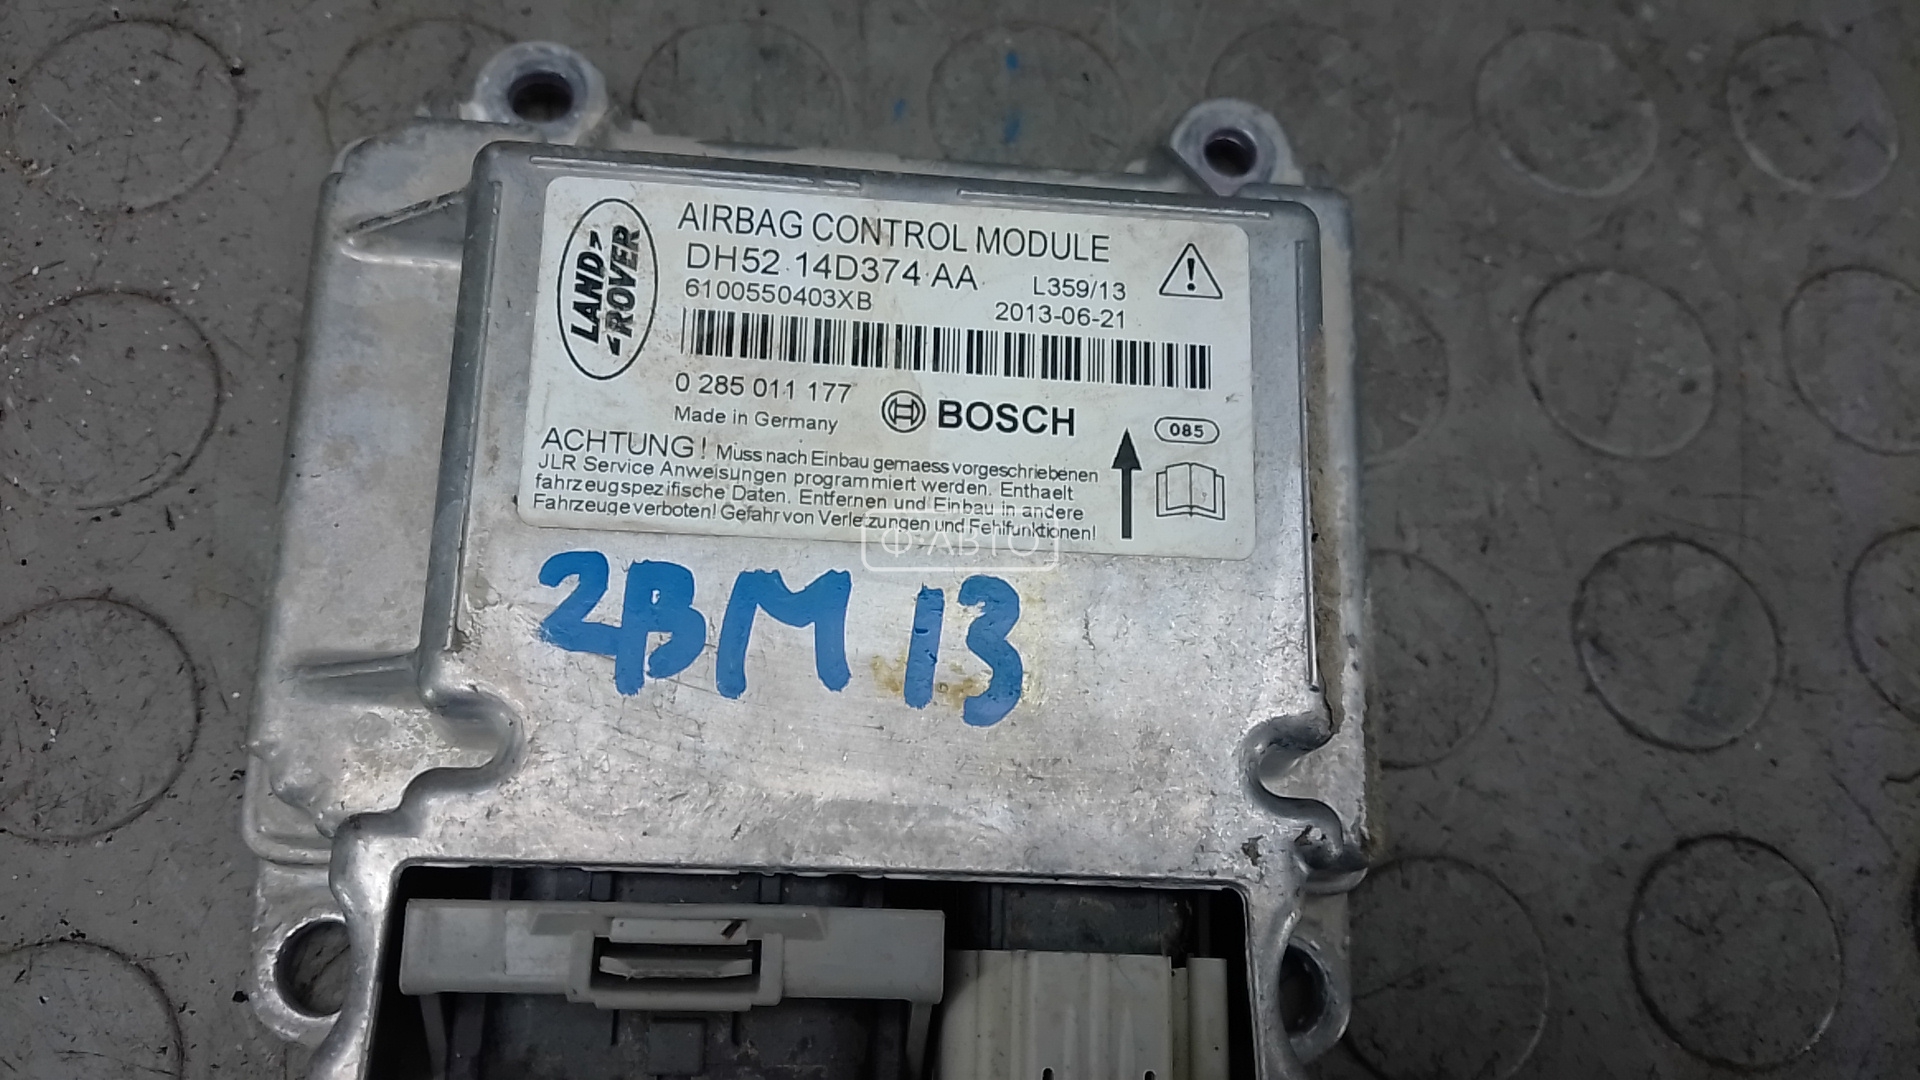 LAND ROVER
AIRBAG CONTROL MODULE
DH52 14D374 AA
L359/13
6100550403XB
2013-06-21
0 285 011 177
Made in Germany
BOSCH
085
ACHTUNG! Muss nach Einbau gemaess vorgeschriebenen
JLR Service Anweisungen programmiert werden. Enthaelt
fahrzeugspezifische Daten. Entfernen und Einbau in andere
Fahrzeuge verboten! Gefahr von Verletzungen und Fehlfunktionen!
Ф-АВТО
2BM 13